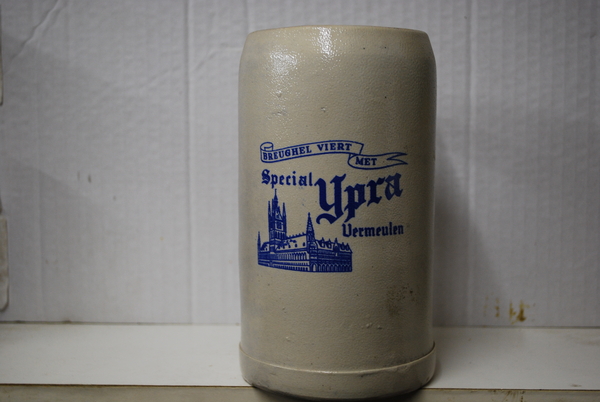 BREUGHEL VIERT
MET
Special Ypra
Vermeulen